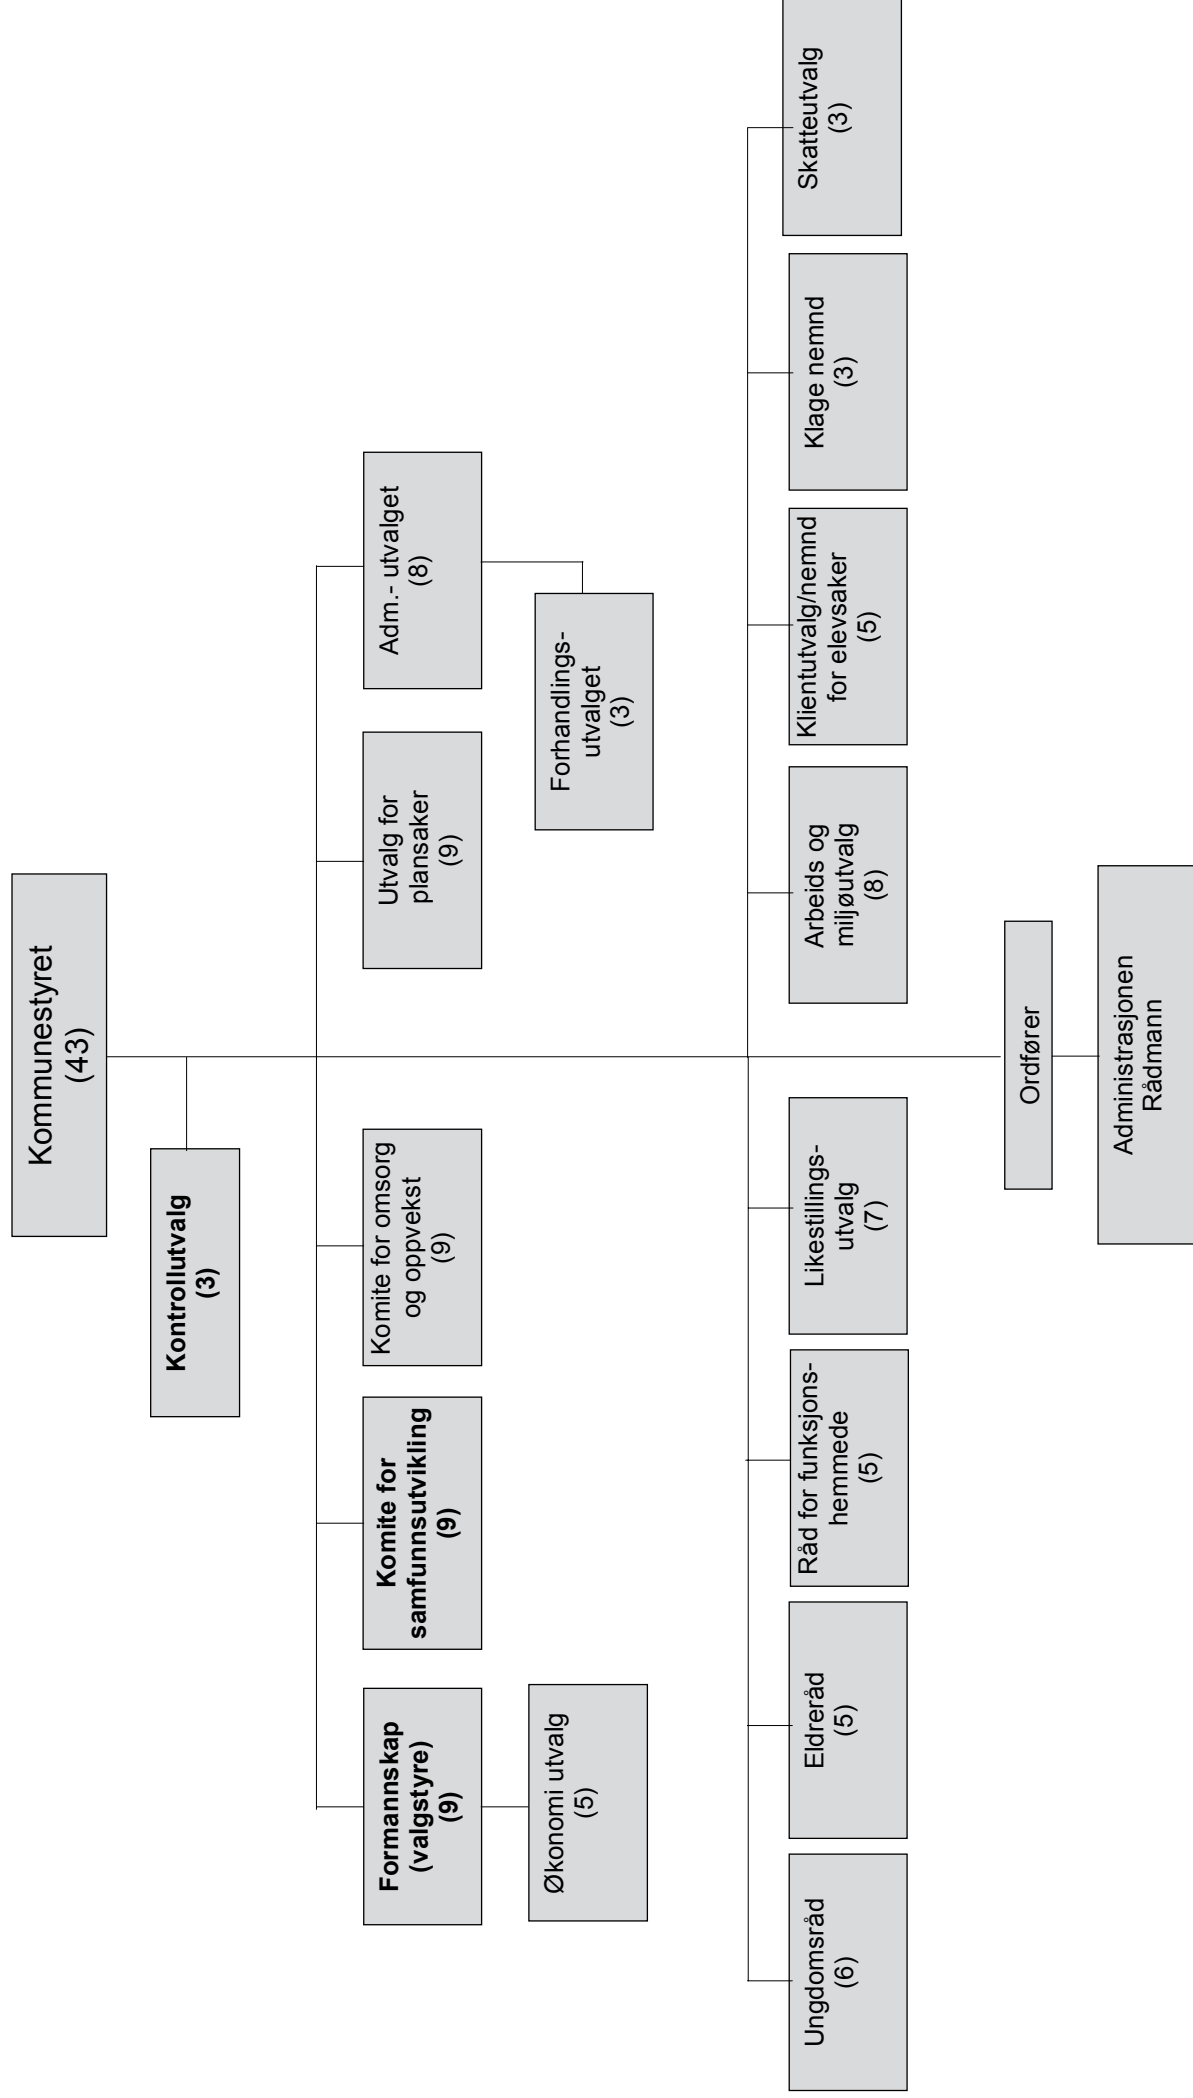 Kommunestyret
(43)
Kontrollutvalg
(3)
Formannskap
(valgstyre)
(9)
Komite for
samfunnsutvikling
(9)
Komite for omsorg
og oppvekst
(9)
Utvalg for
plansaker
(9)
Adm.- utvalget
(8)
Økonomi utvalg
(5)
Forhandlings-
utvalget
(3)
Ungdomsråd
(6)
Eldreråd
(5)
Råd for funksjons-
hemmede
(5)
Likestillings-
utvalg
(7)
Arbeids og
miljøutvalg
(8)
Klientutvalg/nemnd
for elevsaker
(5)
Klage nemnd
(3)
Skatteutvalg
(3)
Ordfører
Administrasjonen
Rådmann